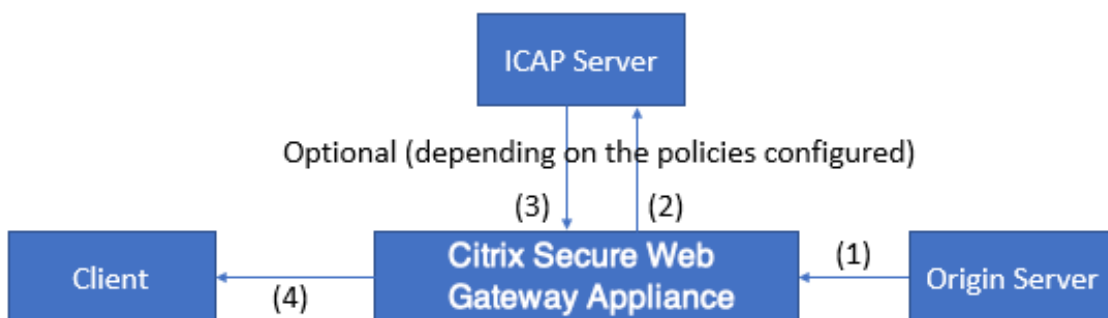 ICAP Server
Optional (depending on the policies configured)
(3)
(2)
Client
(4)
Citrix Secure Web
Gateway Appliance
(1)
Origin Server